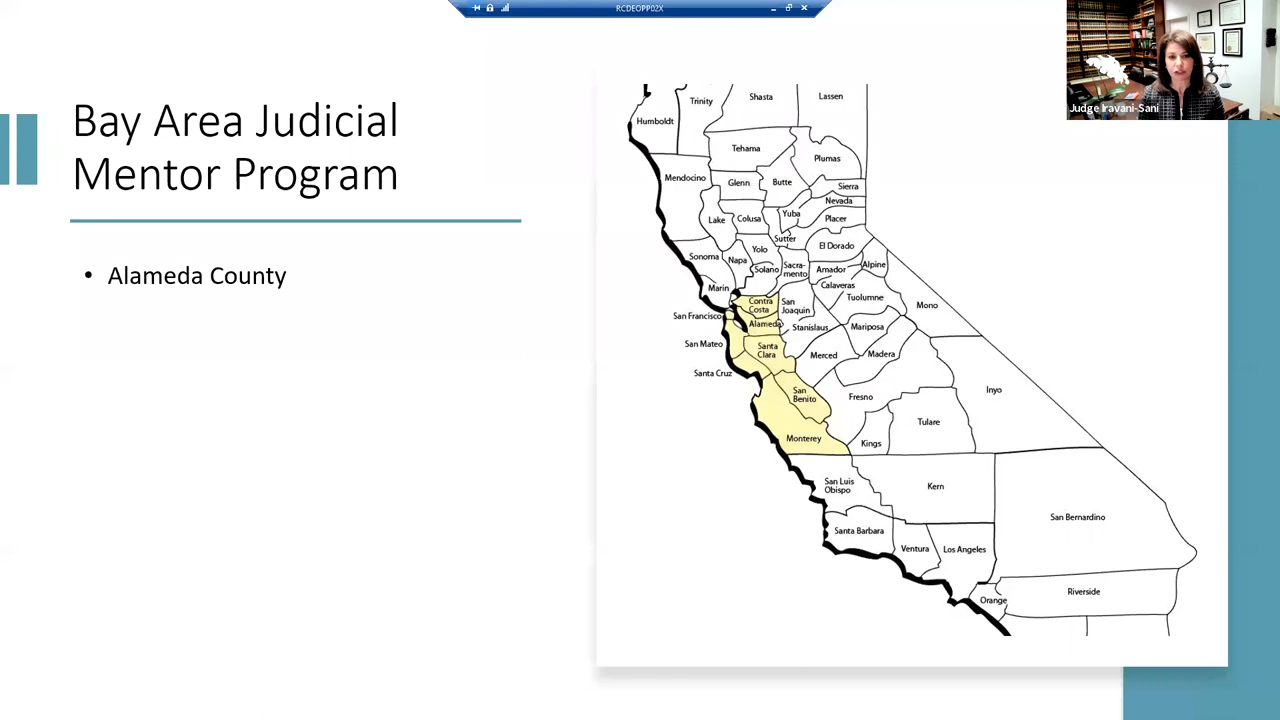 RCDEOPP02X
Judge Iravani-Sani
Bay Area Judicial
Mentor Program
• Alameda County
Humboldt
Trinity
Shasta
Lassen
Tehama
Plumas
Mendocino
Glenn
Butte
Sierra
Nevada
Lake
Colusa
Yuba
Placer
Sutter
El Dorado
Sonoma
Napa
Yolo
Solano
Sacra-
mento
Amador
Alpine
Calaveras
Marin
Contra
Costa
San
Joaquin
Tuolumne
Mono
San Francisco
Alameda
Stanislaus
Mariposa
San Mateo
Santa
Clara
Merced
Madera
Santa Cruz
San
Benito
Fresno
Inyo
Monterey
Kings
Tulare
San Luis
Obispo
Kern
San Bernardino
Santa Barbara
Ventura
Los Angeles
Orange
Riverside